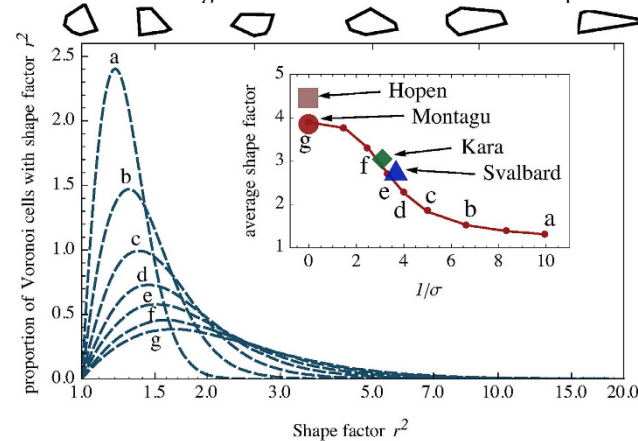 proportion of Voronoi cells with shape factor r²
2.5
2.0
1.5
1.0
0.5
0.0
a
b
c
d
e
f
g
1.0
1.5
2.0
3.0
5.0
7.0
10.0
15.0
20.0
Shape factor r²
average shape factor
5
4
3
2
1
Hopen
Montagu
Kara
Svalbard
g
f
e
d
c
b
a
0
2
4
6
8
10
1/σ